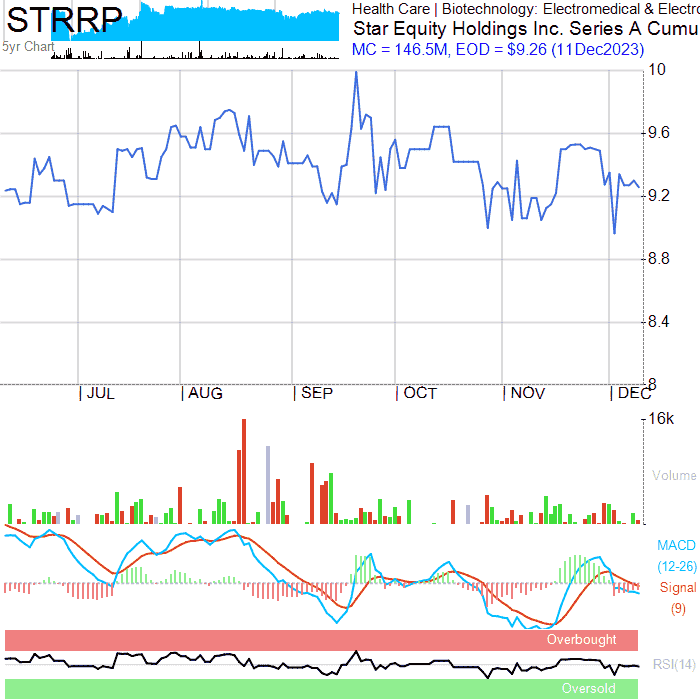 STRRP
5yr Chart
Health Care | Biotechnology: Electromedical & Electro
Star Equity Holdings Inc. Series A Cumu
MC = 146.5M, EOD = $9.26 (11Dec2023)
10
9.6
9.2
8.8
8.4
8
| JUL | AUG | SEP | OCT | NOV | DEC
16k
Volume
MACD
(12-26)
Signal
(9)
Overbought
RSI(14)
Oversold